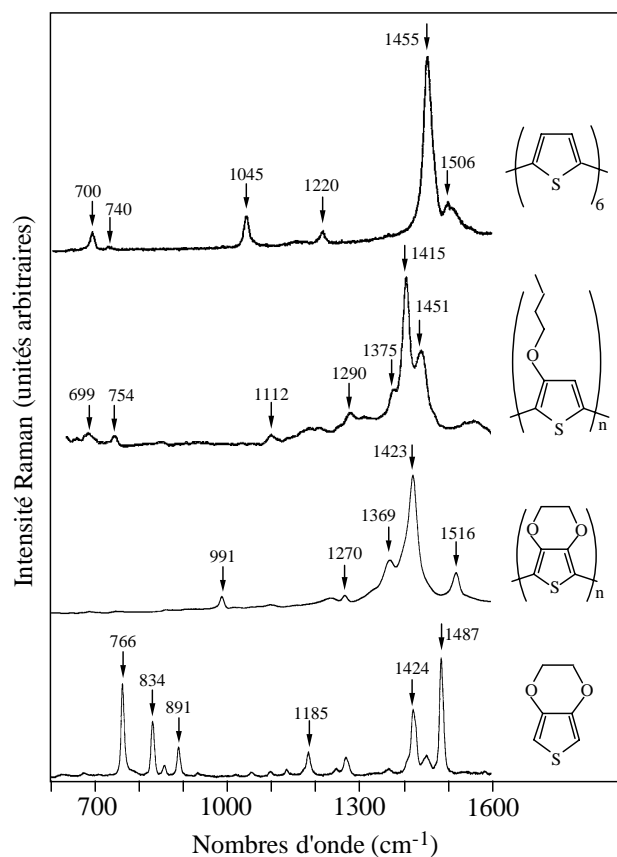 1455
1506
1045
1220
700
740
S
6
1415
1451
1375
1290
1112
754
699
O
S
n
1423
1369
1516
1270
991
O O
S
n
1487
1424
766
834
891
1185
O O
S
700 1000 1300 1600
Nombres d'onde (cm-1)
Intensité Raman (unités arbitraires)